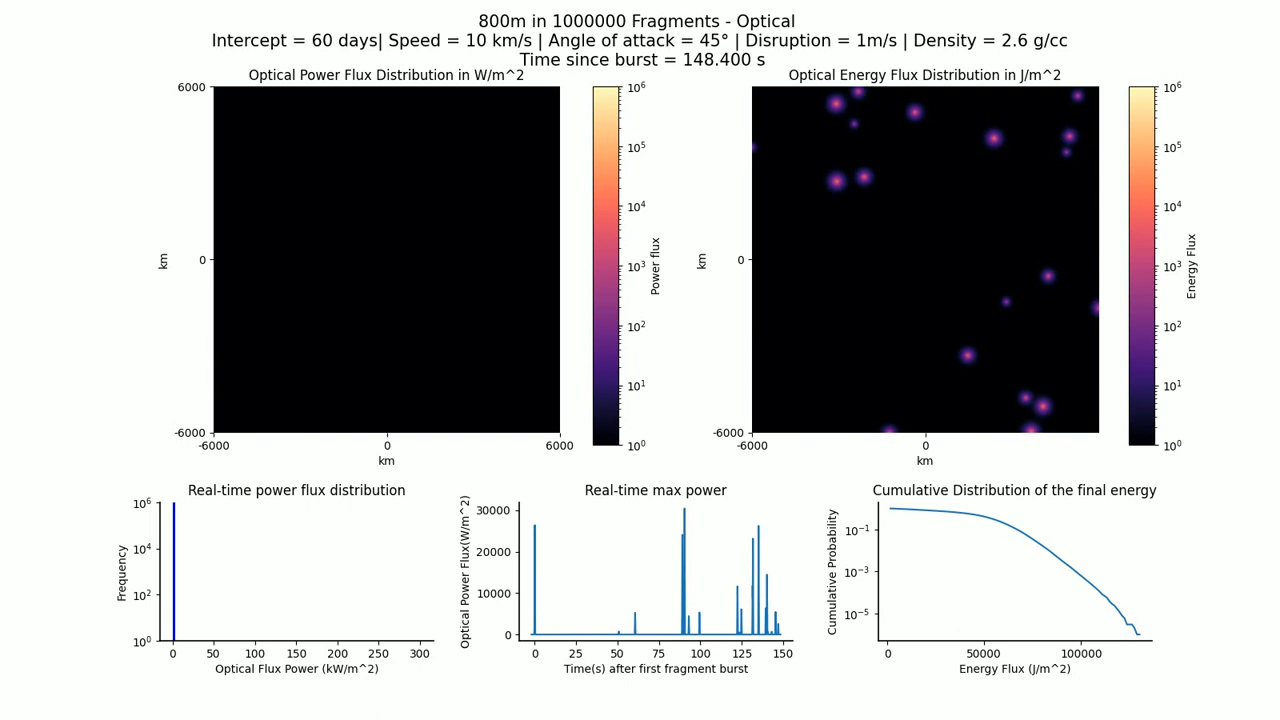 800m in 1000000 Fragments - Optical
Intercept = 60 days| Speed = 10 km/s | Angle of attack = 45° | Disruption = 1m/s | Density = 2.6 g/cc
Time since burst = 148.400 s
Optical Power Flux Distribution in W/m^2
6000
0
-6000
km
-6000 0 6000
km
10^6
10^5
10^4
10^3
10^2
10^1
10^0
Power flux
Optical Energy Flux Distribution in J/m^2
0
-6000
km
-6000 0
km
10^6
10^5
10^4
10^3
10^2
10^1
10^0
Energy Flux
Real-time power flux distribution
10^6
10^4
10^2
10^0
Frequency
0 50 100 150 200 250 300
Optical Flux Power (kW/m^2)
Real-time max power
30000
20000
10000
0
Optical Power Flux(W/m^2)
0 25 50 75 100 125 150
Time(s) after first fragment burst
Cumulative Distribution of the final energy
10^-1
10^-3
10^-5
Cumulative Probability
0 50000 100000
Energy Flux (J/m^2)